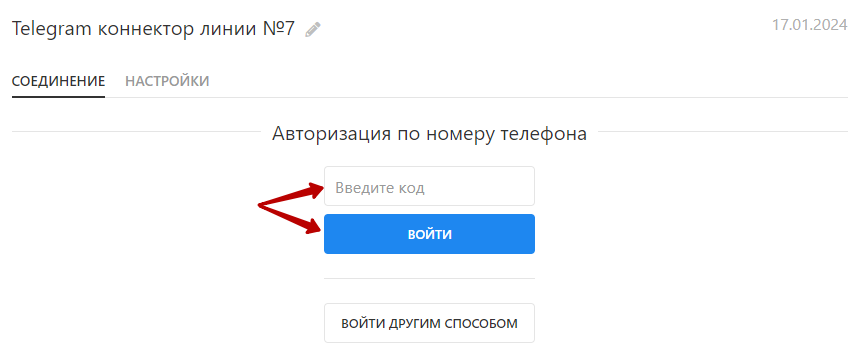 Telegram коннектор линии №7
17.01.2024
СОЕДИНЕНИЕ НАСТРОЙКИ
Авторизация по номеру телефона
Введите код
ВОЙТИ
ВОЙТИ ДРУГИМ СПОСОБОМ